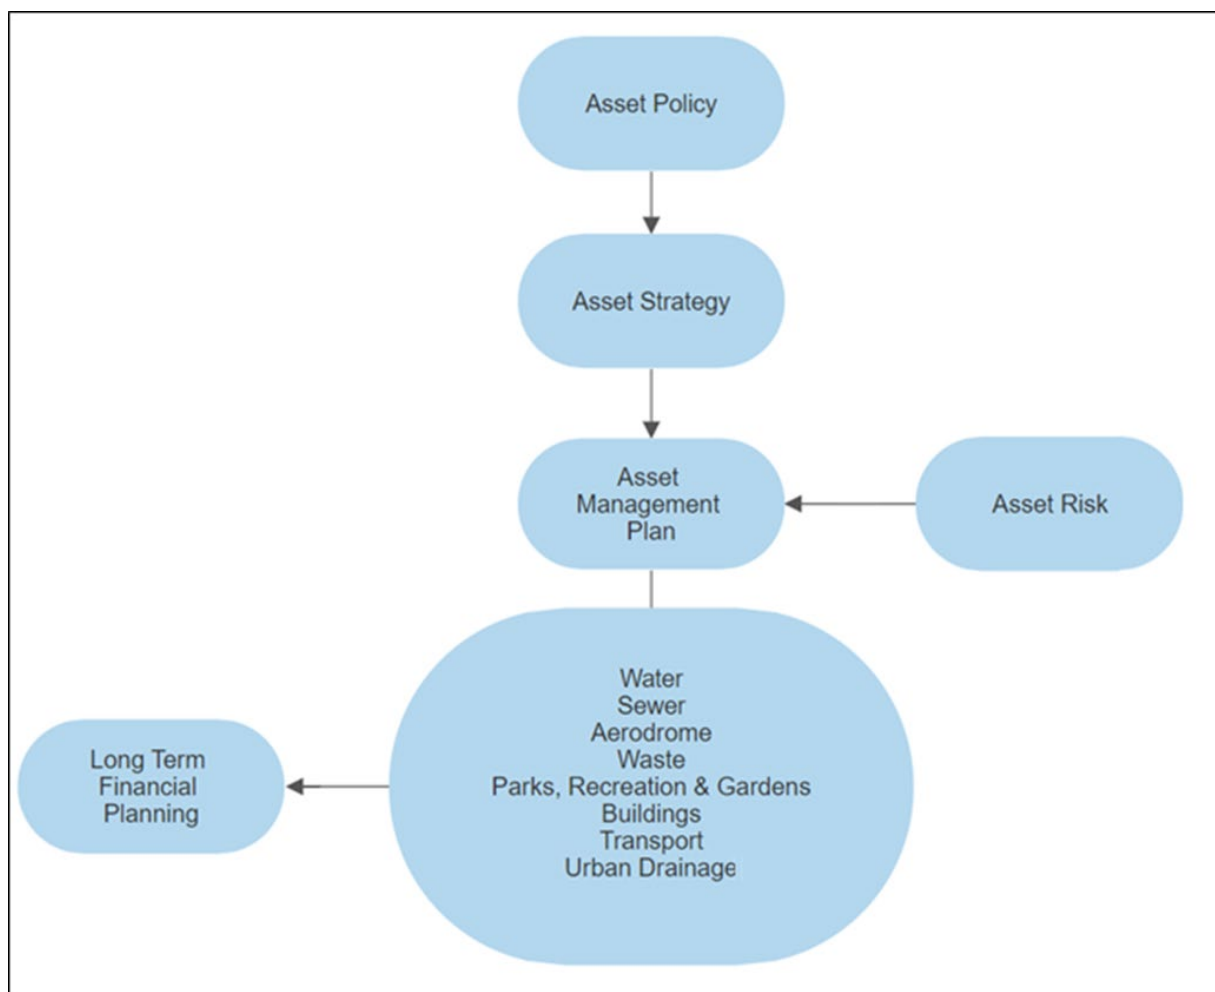 Asset Policy
Asset Strategy
Asset
Management
Plan
Asset Risk
Water
Sewer
Aerodrome
Waste
Parks, Recreation & Gardens
Buildings
Transport
Urban Drainage
Long Term
Financial
Planning